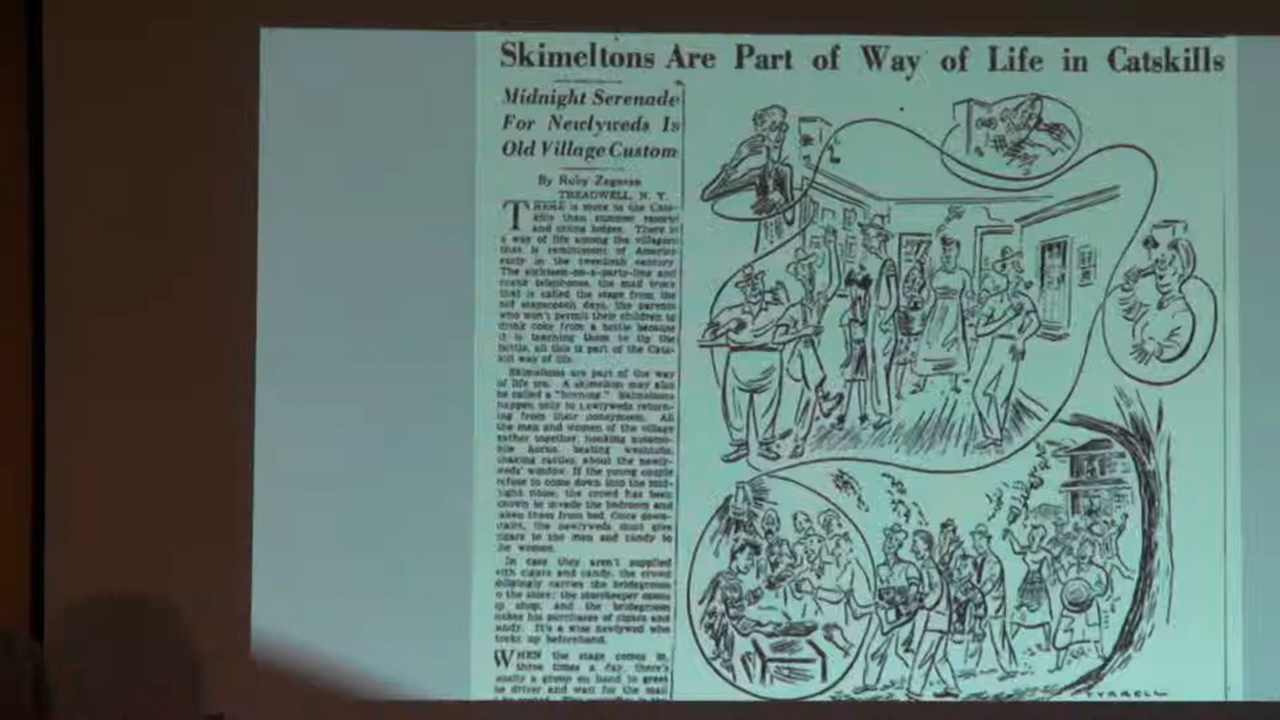 Skimeltons Are Part of Way of Life in Catskills
Midnight Serenade
For Newlyweds Is
Old Village Custom
By Ruby Zagoren
TREADWELL, N. Y.
THERE is more to the Cats-
kills than summer resorts
and skiing lodges. There is
a way of life among the villagers
that is reminiscent of America
early in the twentieth century.
The sixteen-on-a-party-line and
crank telephones, the mail truck
that is called the stage from the
old stagecoach days, the parents
who won't permit their children to
drink coke from a bottle because
it is teaching them to tip the
bottle, all this is part of the Cats-
kill way of life.
Skimeltons are part of the way
of life too. A skimelton may also
be called a "horning." Skimeltons
happen only to newlyweds return-
ing from their honeymoon. All
the men and women of the village
gather together, honking automo-
bile horns, beating washtubs,
shaking rattles, about the newly-
weds' window. If the young couple
refuse to come down into the mid-
night noise, the crowd has been
known to invade the bedroom and
taken them from bed. Once down-
stairs, the newlyweds must give
cigars to the men and candy to
the women.
In case they aren't supplied
with cigars and candy, the crowd
obligingly carries the bridegroom
to the store; the storekeeper opens
up shop, and the bridegroom
makes his purchases of cigars and
candy. It's a wise newlywed who
stocks up beforehand.
WHEN the stage comes in,
three times a day, there's
usually a group on hand to greet
he driver and wait for the mail
TYRRELL